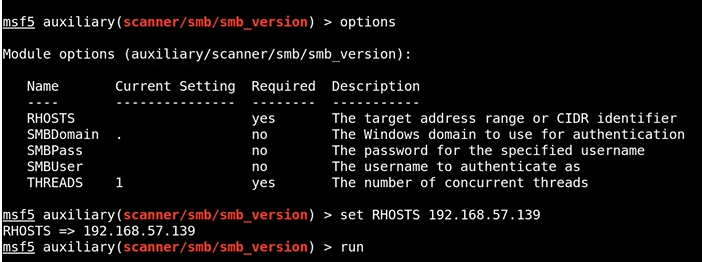 msf5 auxiliary(scanner/smb/smb_version) > options
Module options (auxiliary/scanner/smb/smb_version):
Name Current Setting Required Description
---- --------------- -------- -----------
RHOSTS yes The target address range or CIDR identifier
SMBDomain . no The Windows domain to use for authentication
SMBPass no The password for the specified username
SMBUser no The username to authenticate as
THREADS 1 yes The number of concurrent threads
msf5 auxiliary(scanner/smb/smb_version) > set RHOSTS 192.168.57.139
RHOSTS => 192.168.57.139
msf5 auxiliary(scanner/smb/smb_version) > run